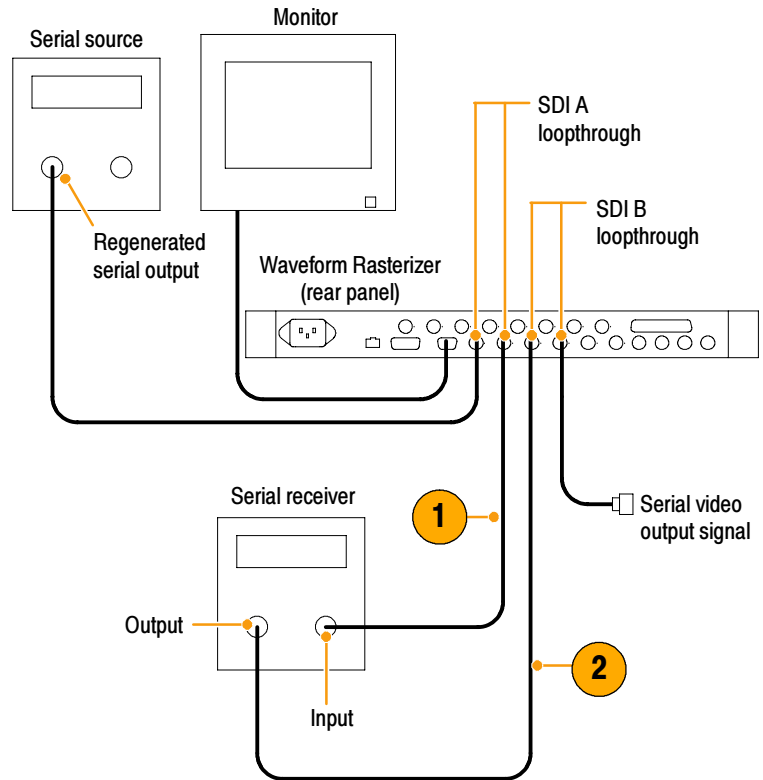 Monitor
Serial source
SDI A
loopthrough
SDI B
loopthrough
Regenerated
serial output
Waveform Rasterizer
(rear panel)
Serial receiver
1
Serial video
output signal
Output
2
Input